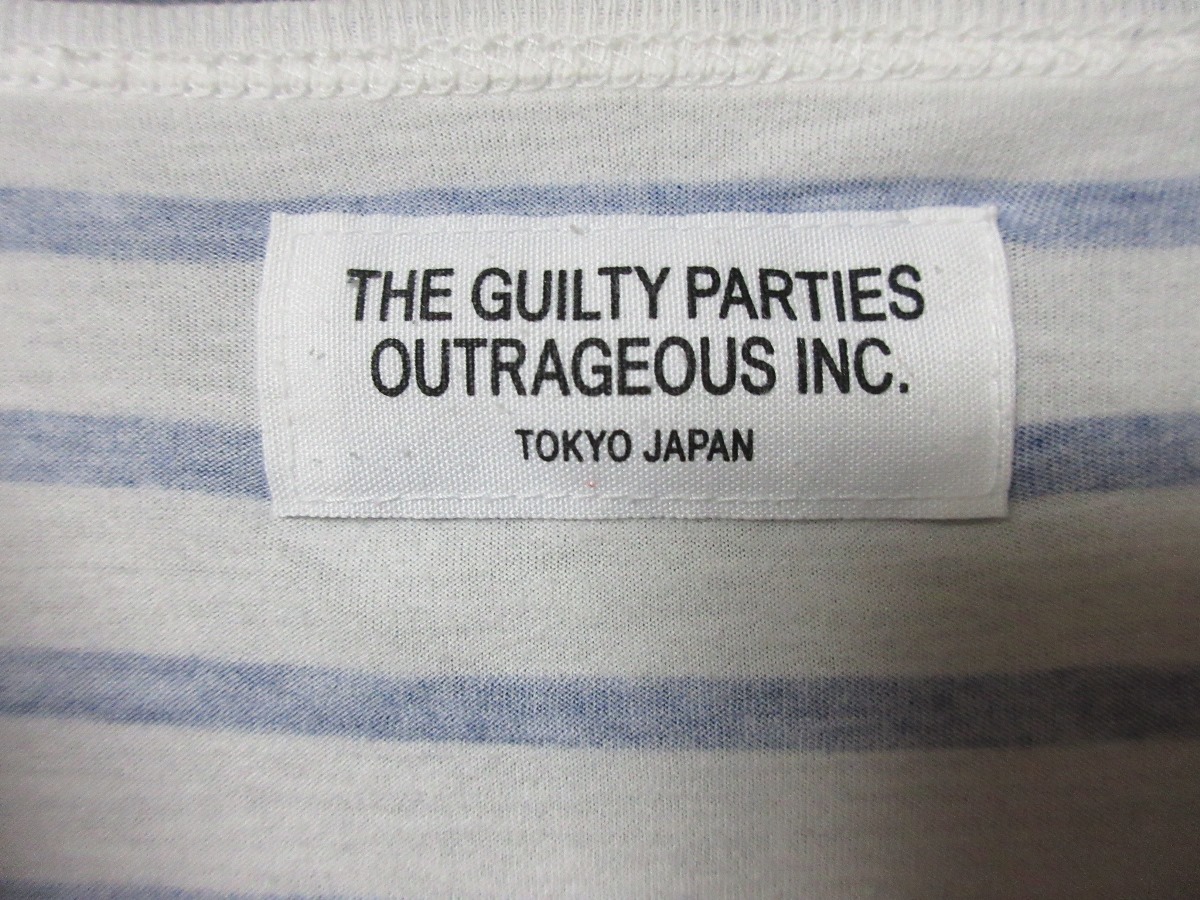 THE GUILTY PARTIES
OUTRAGEOUS INC.
TOKYO JAPAN